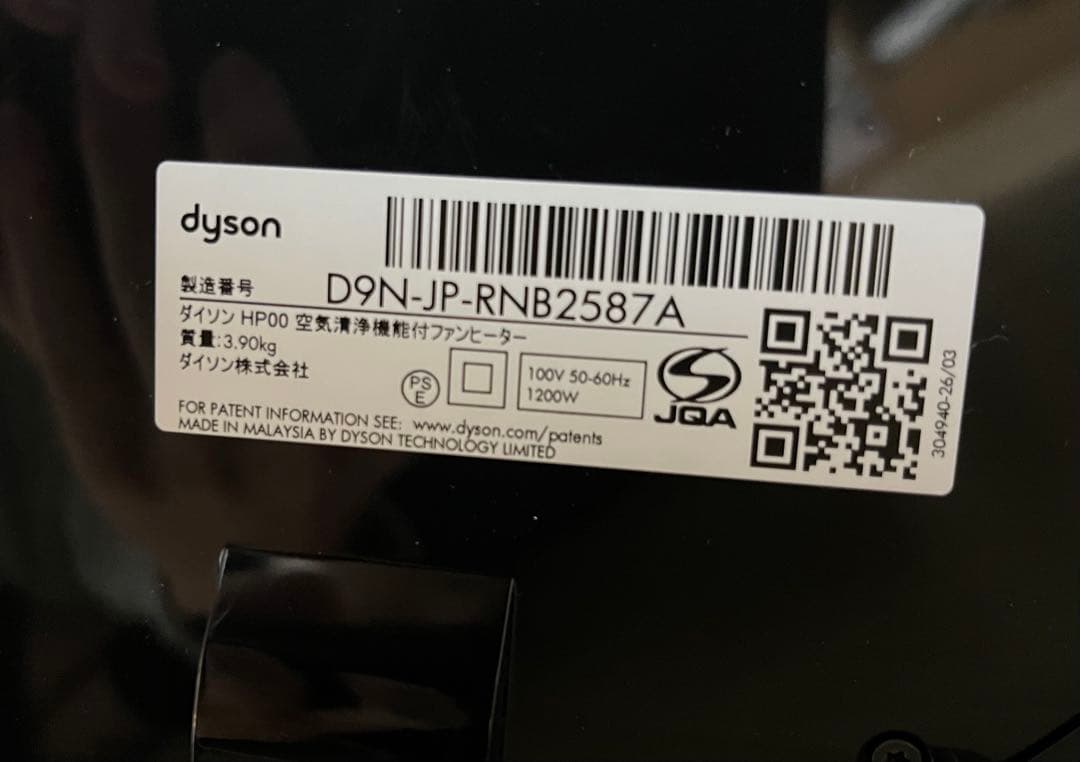 dyson
製造番号 D9N-JP-RNB2587A
ダイソン HP00 空気清浄機能付ファンヒーター
質量:3.90kg
ダイソン株式会社
PS
E
100V 50-60Hz
1200W
JQA
FOR PATENT INFORMATION SEE: www.dyson.com/patents
MADE IN MALAYSIA BY DYSON TECHNOLOGY LIMITED
304940-26/03